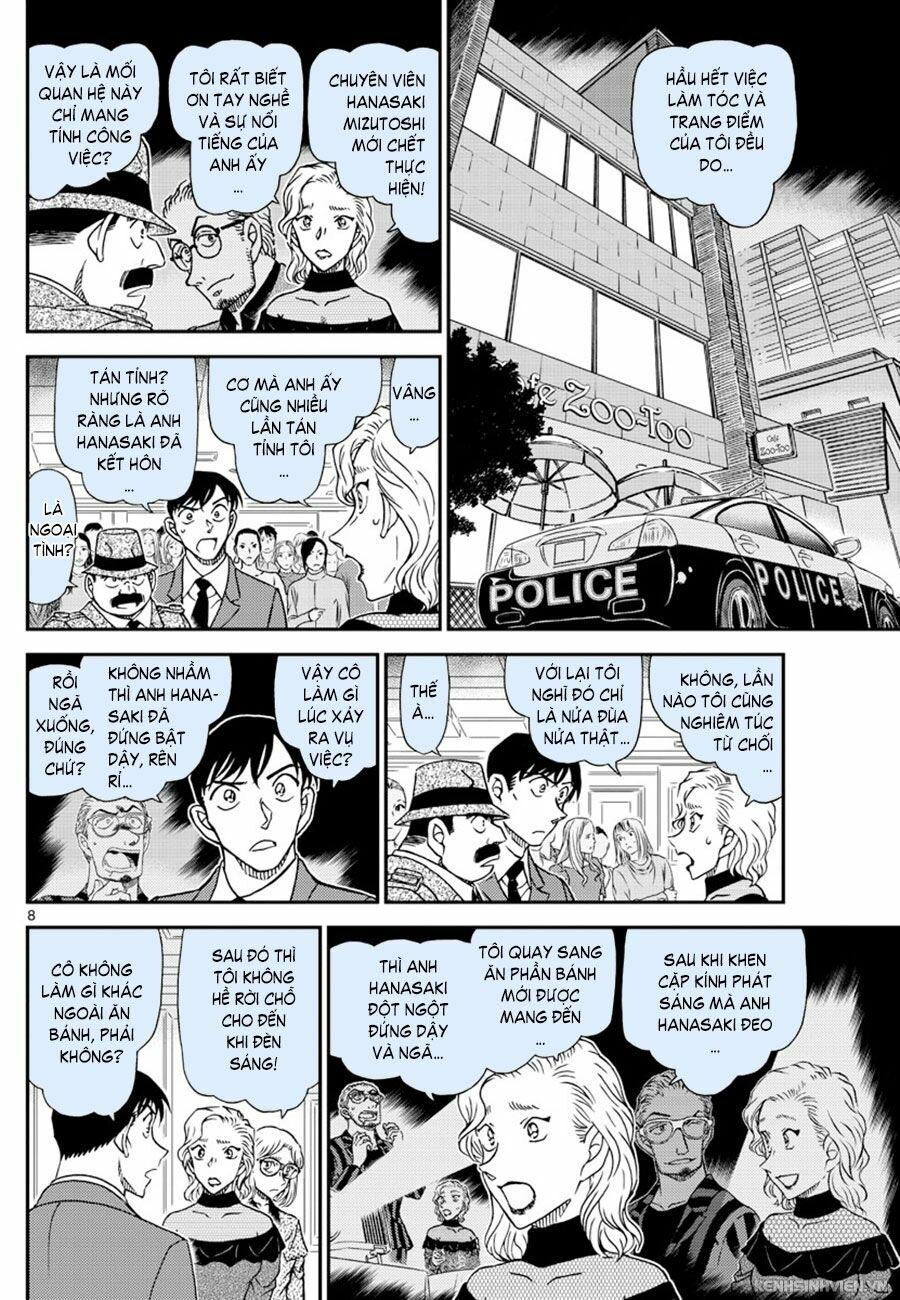 HẦU HẾT VIỆC
LÀM TÓC VÀ
TRANG ĐIỂM
CỦA TÔI ĐỀU
DO...
Cafe Zoo-Too
Café
Zoo-Too
POLICE
POLICE
CHUYÊN VIÊN
HANASAKI
MIZUTOSHI
MỚI CHẾT
THỰC
HIỆN!
TÔI RẤT BIẾT
ƠN TAY NGHỀ
VÀ SỰ NỔI
TIẾNG CỦA
ANH ẤY
...
VẬY LÀ MỐI
QUAN HỆ NÀY
CHỈ MANG
TÍNH CÔNG
VIỆC?
VÂNG
...
CƠ MÀ ANH ẤY
CŨNG NHIỀU
LẦN TÁN
TỈNH TÔI
...
TÁN TỈNH?
NHƯNG RÕ
RÀNG LÀ ANH
HANASAKI ĐÃ
KẾT HÔN
...
LÀ
NGOẠI
TÌNH?
KHÔNG, LẦN
NÀO TÔI CŨNG
NGHIÊM TÚC
TỪ CHỐI
...
VỚI LẠI TÔI
NGHĨ ĐÓ CHỈ
LÀ NỬA ĐÙA
NỬA THẬT...
THẾ
À...
VẬY CÔ
LÀM GÌ
LÚC XẢY
RA VỤ
VIỆC?
KHÔNG NHẦM
THÌ ANH HANA-
SAKI ĐÃ
ĐỨNG BẬT
DẬY, RÊN
RỈ...
RỒI
NGÃ
XUỐNG,
ĐÚNG
CHỨ?
8
SAU KHI KHEN
CẶP KÍNH PHÁT
SÁNG MÀ ANH
HANASAKI ĐEO
...
TÔI QUAY SANG
ĂN PHẦN BÁNH
MỚI ĐƯỢC
MANG ĐẾN
...
THÌ ANH
HANASAKI
ĐỘT NGỘT
ĐỨNG DẬY
VÀ NGÃ...
SAU ĐÓ THÌ
TÔI KHÔNG
HỀ RỜI CHỖ
CHO ĐẾN
KHI ĐÈN
SÁNG!
CÔ KHÔNG
LÀM GÌ KHÁC
NGOÀI ĂN
BÁNH, PHẢI
KHÔNG?
KENHSINHVIEN.VN